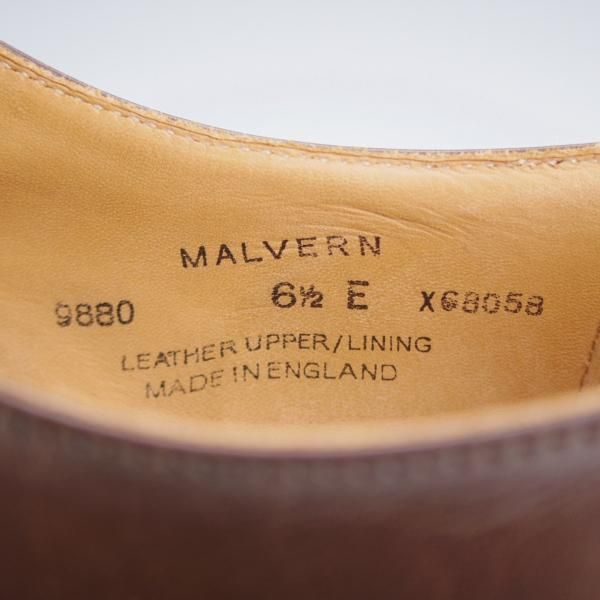 MALVERN
9880 6½ E X68058
LEATHER UPPER/LINING
MADE IN ENGLAND